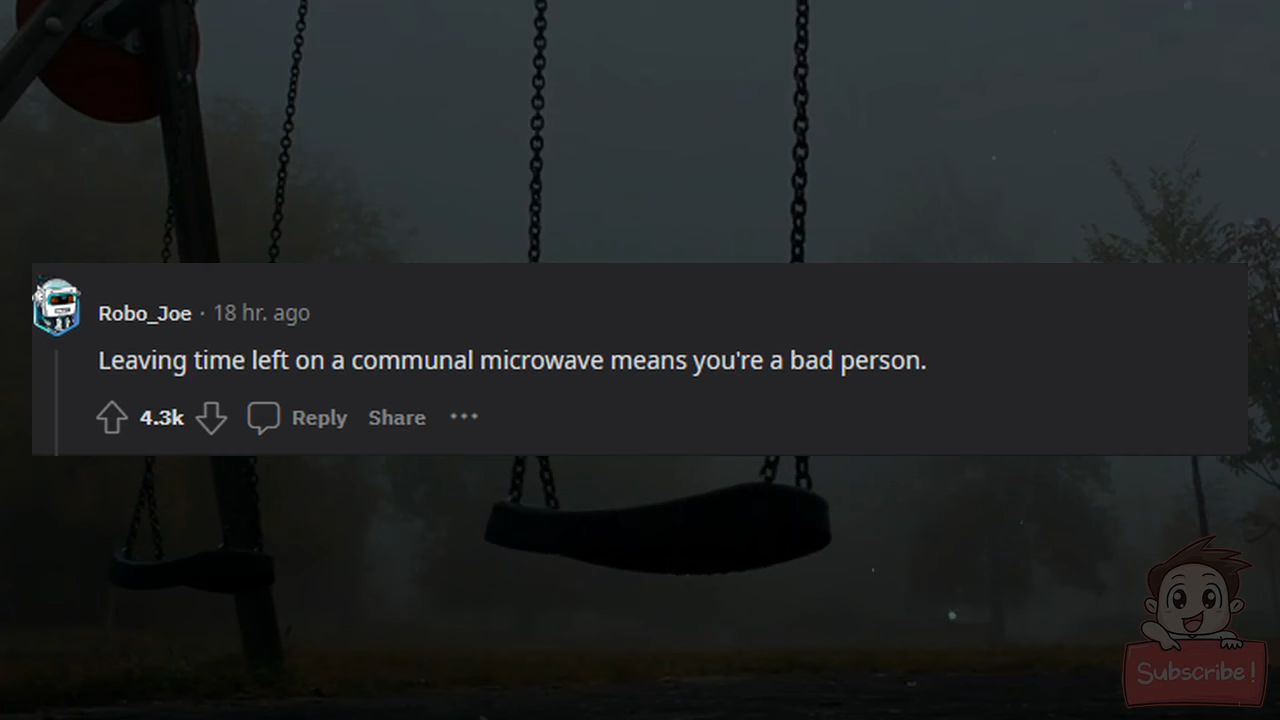 Robo_Joe · 18 hr. ago
Leaving time left on a communal microwave means you're a bad person.
4.3k Reply Share ···
Subscribe!